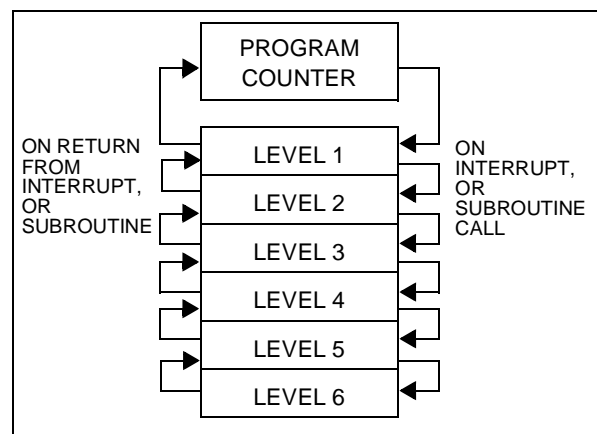 PROGRAM
COUNTER
ON RETURN
FROM
INTERRUPT,
OR
SUBROUTINE
LEVEL 1
LEVEL 2
LEVEL 3
LEVEL 4
LEVEL 5
LEVEL 6
ON
INTERRUPT,
OR
SUBROUTINE
CALL